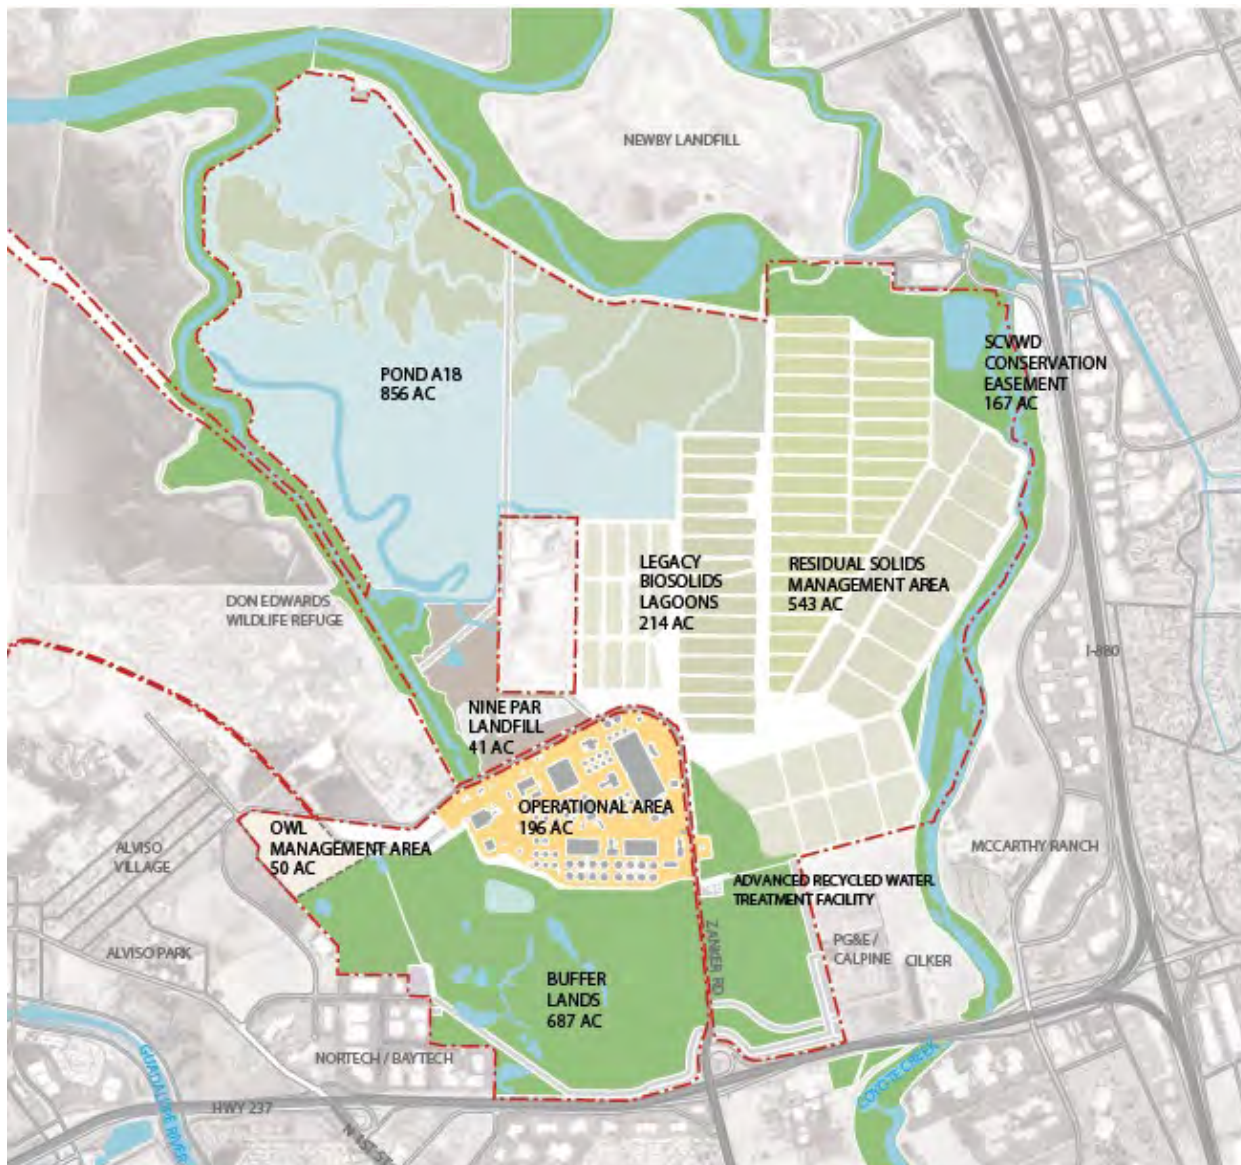 NEWBY LANDFILL
SCVWD
CONSERVATION
EASEMENT
167 AC
POND A18
856 AC
LEGACY
BIOSOLIDS
LAGOONS
214 AC
RESIDUAL SOLIDS
MANAGEMENT AREA
543 AC
DON EDWARDS
WILDLIFE REFUGE
I-880
NINE PAR
LANDFILL
41 AC
OPERATIONAL AREA
196 AC
OWL
MANAGEMENT AREA
50 AC
ALVISO
VILLAGE
MCCARTHY RANCH
ADVANCED RECYCLED WATER
TREATMENT FACILITY
ALVISO PARK
ZANKER RD
PG&E /
CALPINE
CILKER
BUFFER
LANDS
687 AC
NORTECH / BAYTECH
GUADALUPE RIVER
COYOTE CREEK
HWY 237
N 1ST ST